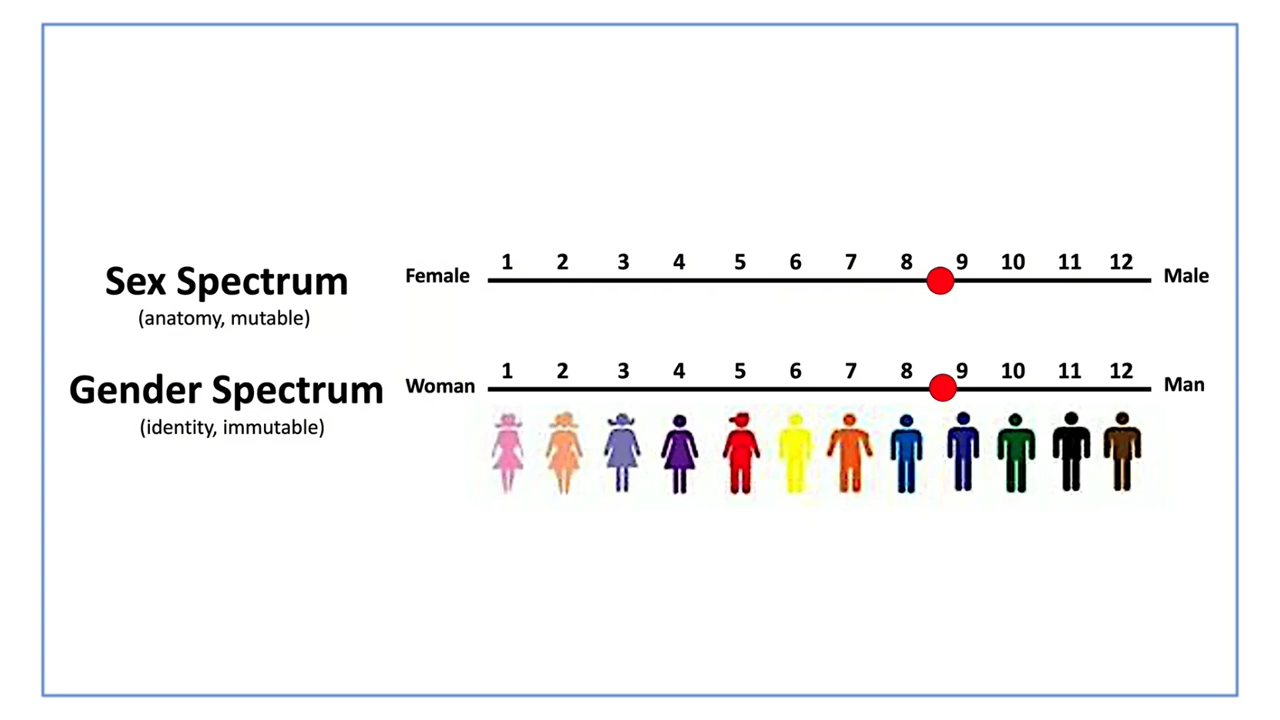 1 2 3 4 5 6 7 8 9 10 11 12
Sex Spectrum Female Male
(anatomy, mutable)
1 2 3 4 5 6 7 8 9 10 11 12
Gender Spectrum Woman Man
(identity, immutable)